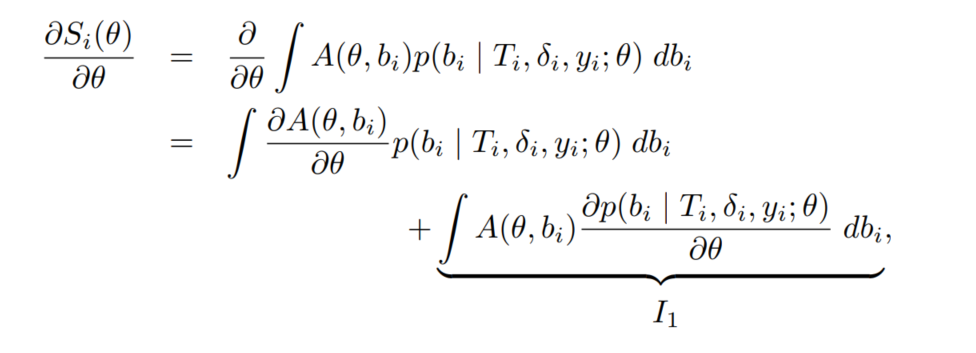 ∂S_i(θ)/∂θ = ∂/∂θ ∫ A(θ, b_i)p(b_i | T_i, δ_i, y_i; θ) db_i
= ∫ ∂A(θ, b_i)/∂θ p(b_i | T_i, δ_i, y_i; θ) db_i
+ ∫ A(θ, b_i) ∂p(b_i | T_i, δ_i, y_i; θ)/∂θ db_i,
I_1